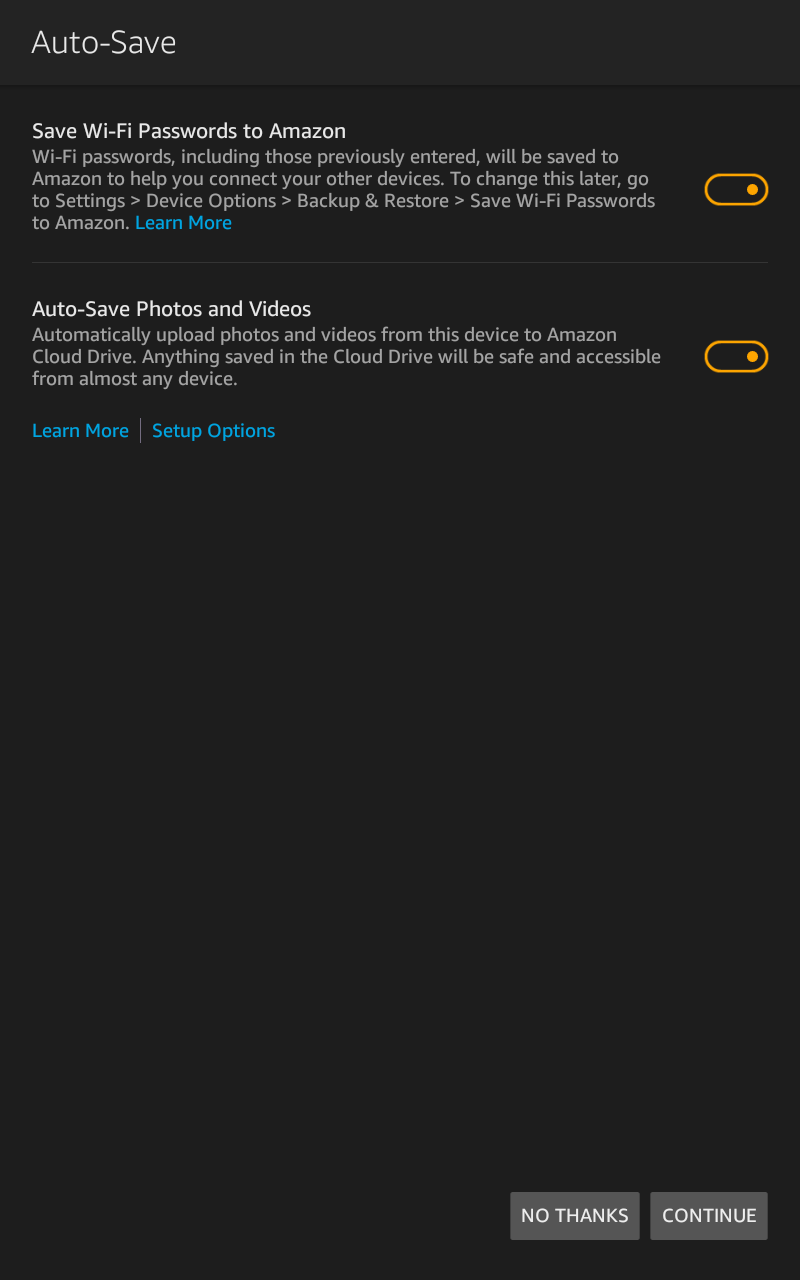 Auto-Save
Save Wi-Fi Passwords to Amazon
Wi-Fi passwords, including those previously entered, will be saved to
Amazon to help you connect your other devices. To change this later, go
to Settings > Device Options > Backup & Restore > Save Wi-Fi Passwords
to Amazon. Learn More
Auto-Save Photos and Videos
Automatically upload photos and videos from this device to Amazon
Cloud Drive. Anything saved in the Cloud Drive will be safe and accessible
from almost any device.
Learn More | Setup Options
NO THANKS CONTINUE